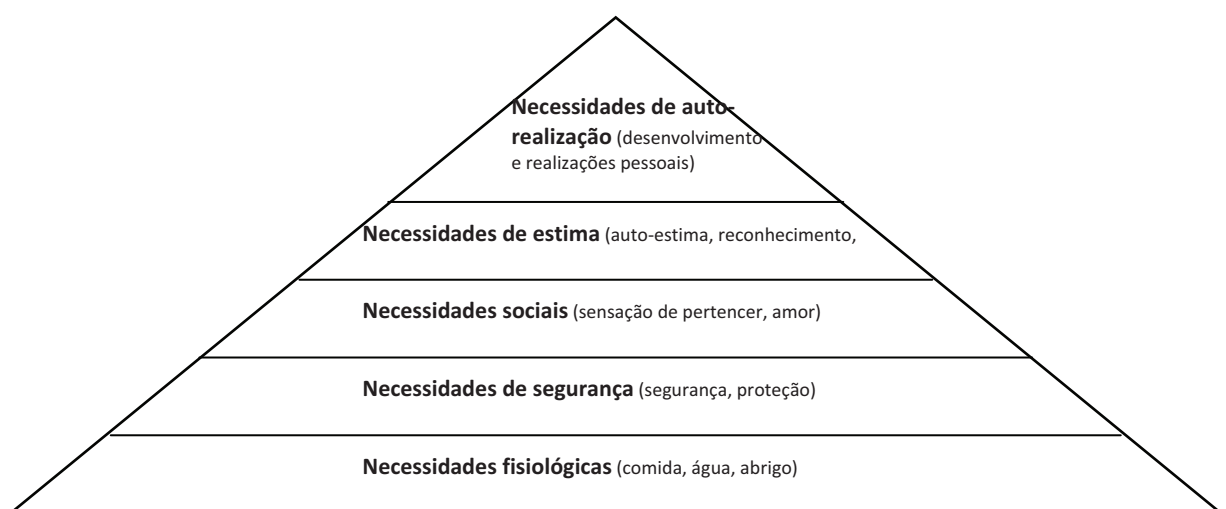 Necessidades de auto-
realização (desenvolvimento
e realizações pessoais)
Necessidades de estima (auto-estima, reconhecimento,
Necessidades sociais (sensação de pertencer, amor)
Necessidades de segurança (segurança, proteção)
Necessidades fisiológicas (comida, água, abrigo)